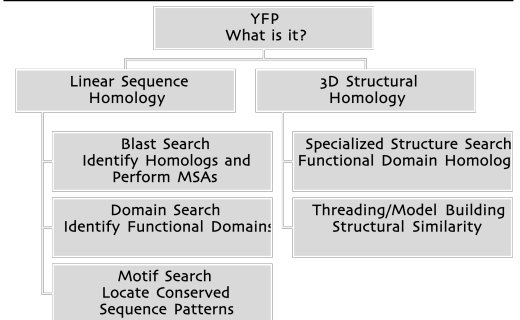 YFP
What is it?
Linear Sequence
Homology
3D Structural
Homology
Blast Search
Identify Homologs and
Perform MSAs
Domain Search
Identify Functional Domains
Motif Search
Locate Conserved
Sequence Patterns
Specialized Structure Search
Functional Domain Homolog
Threading/Model Building
Structural Similarity